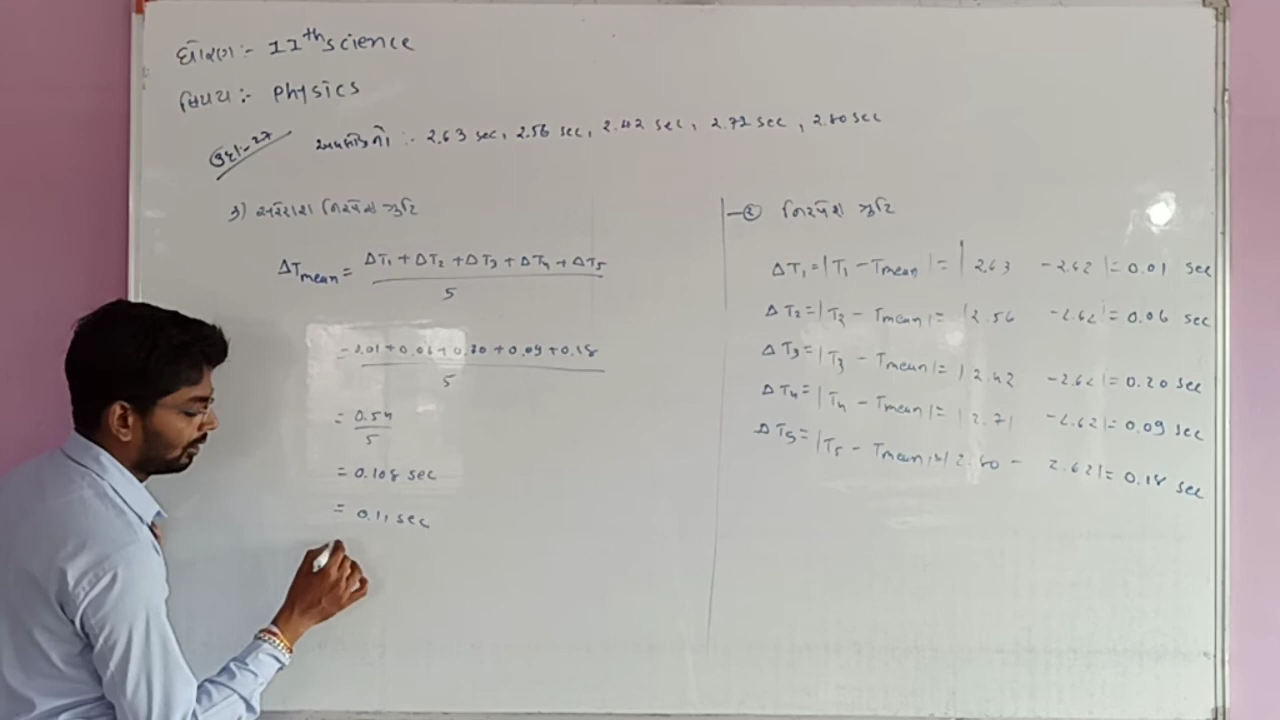 ધોરણ :- 11th science
વિષય :- Physics
ઉદા-27 અવલોકનો :- 2.63 sec, 2.56 sec, 2.42 sec, 2.72 sec, 2.80 sec
3) સરેરાશ નિરપેક્ષ ત્રુટિ
ΔTmean = ΔT1 + ΔT2 + ΔT3 + ΔT4 + ΔT5
5
= 0.01 + 0.06 + 0.20 + 0.09 + 0.18
5
= 0.54
5
= 0.108 sec
= 0.11 sec
② નિરપેક્ષ ત્રુટિ
ΔT1 = |T1 - Tmean| = | 2.63 - 2.62 | = 0.01 sec
ΔT2 = |T2 - Tmean| = | 2.56 - 2.62 | = 0.06 sec
ΔT3 = |T3 - Tmean| = | 2.42 - 2.62 | = 0.20 sec
ΔT4 = |T4 - Tmean| = | 2.71 - 2.62 | = 0.09 sec
ΔT5 = |T5 - Tmean| = | 2.80 - 2.62 | = 0.18 sec